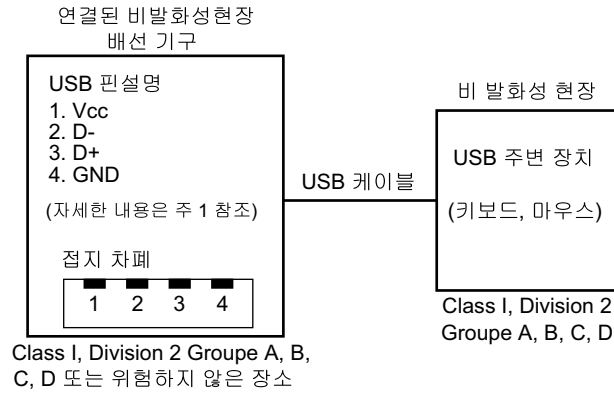 연결된 비발화성현장
배선 기구
USB 핀설명
1. Vcc
2. D-
3. D+
4. GND
(자세한 내용은 주 1 참조)
접지 차폐
1 2 3 4
Class I, Division 2 Groupe A, B,
C, D 또는 위험하지 않은 장소
USB 케이블
비 발화성 현장
USB 주변 장치
(키보드, 마우스)
Class I, Division 2
Groupe A, B, C, D